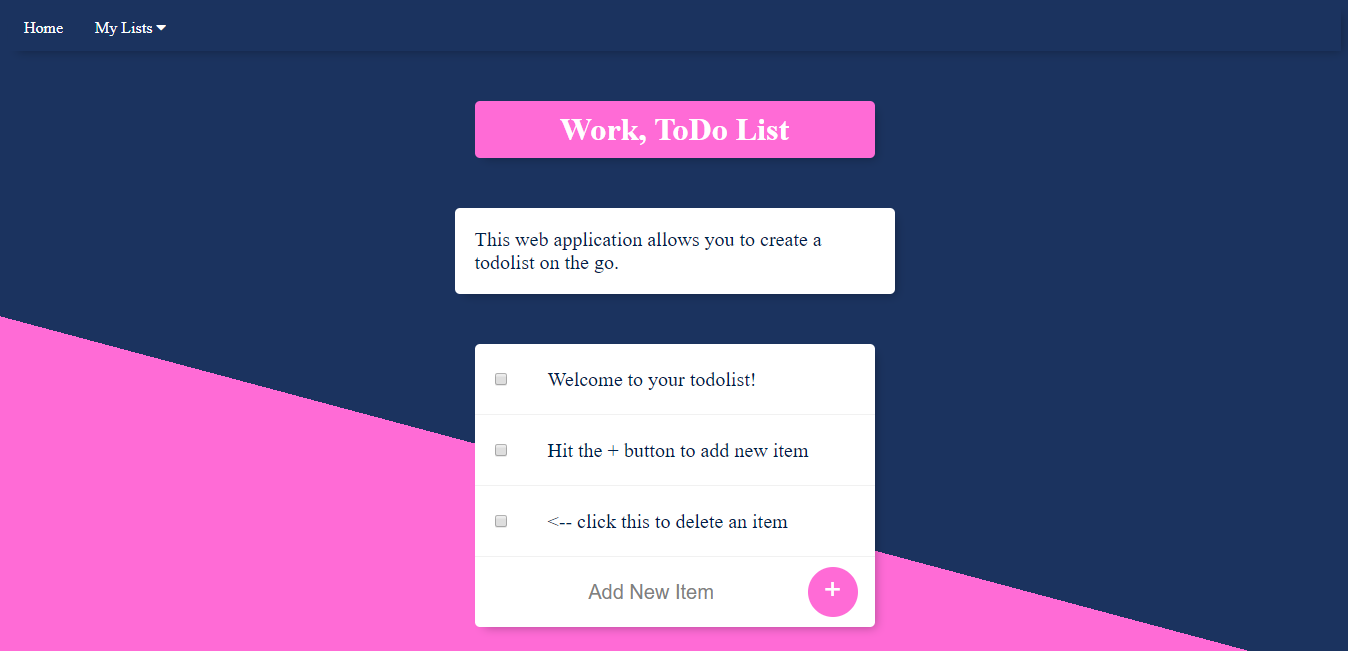 Home My Lists
Work, ToDo List
This web application allows you to create a
todolist on the go.
Welcome to your todolist!
Hit the + button to add new item
<-- click this to delete an item
Add New Item +